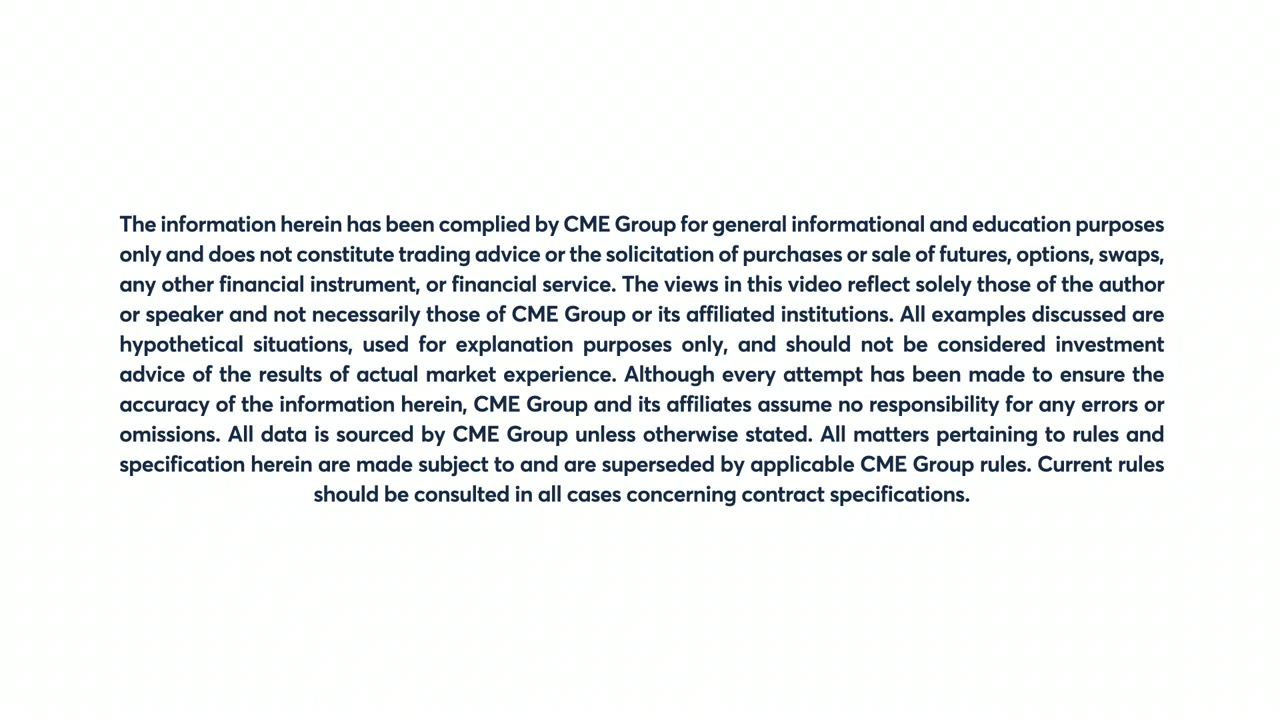 The information herein has been complied by CME Group for general informational and education purposes
only and does not constitute trading advice or the solicitation of purchases or sale of futures, options, swaps,
any other financial instrument, or financial service. The views in this video reflect solely those of the author
or speaker and not necessarily those of CME Group or its affiliated institutions. All examples discussed are
hypothetical situations, used for explanation purposes only, and should not be considered investment
advice of the results of actual market experience. Although every attempt has been made to ensure the
accuracy of the information herein, CME Group and its affiliates assume no responsibility for any errors or
omissions. All data is sourced by CME Group unless otherwise stated. All matters pertaining to rules and
specification herein are made subject to and are superseded by applicable CME Group rules. Current rules
should be consulted in all cases concerning contract specifications.